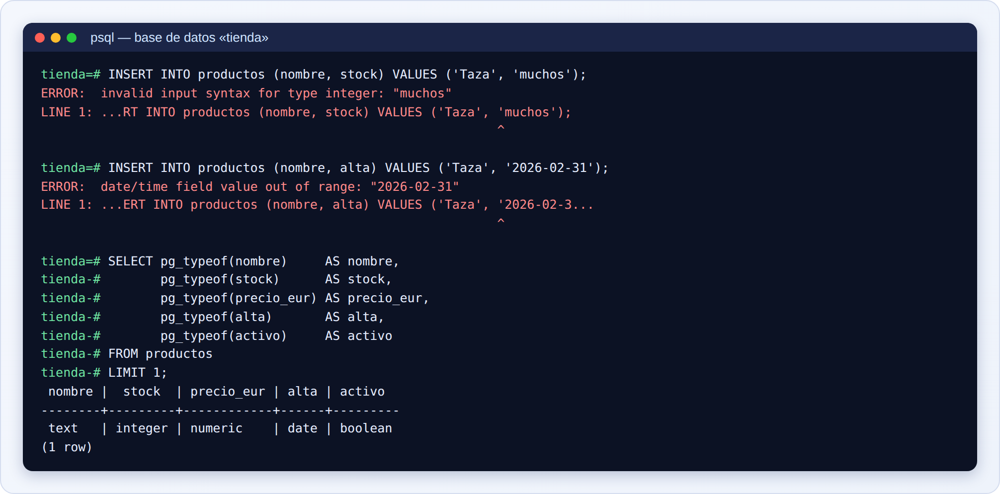 psql — base de datos «tienda»
tienda=# INSERT INTO productos (nombre, stock) VALUES ('Taza', 'muchos');
ERROR:  invalid input syntax for type integer: "muchos"
LINE 1: ...RT INTO productos (nombre, stock) VALUES ('Taza', 'muchos');
                                                             ^
tienda=# INSERT INTO productos (nombre, alta) VALUES ('Taza', '2026-02-31');
ERROR:  date/time field value out of range: "2026-02-31"
LINE 1: ...ERT INTO productos (nombre, alta) VALUES ('Taza', '2026-02-3...
                                                             ^
tienda=# SELECT pg_typeof(nombre)     AS nombre,
tienda-#        pg_typeof(stock)      AS stock,
tienda-#        pg_typeof(precio_eur) AS precio_eur,
tienda-#        pg_typeof(alta)       AS alta,
tienda-#        pg_typeof(activo)     AS activo
tienda-# FROM productos
tienda-# LIMIT 1;
 nombre |  stock  | precio_eur | alta | activo
--------+---------+------------+------+---------
 text   | integer | numeric    | date | boolean
(1 row)